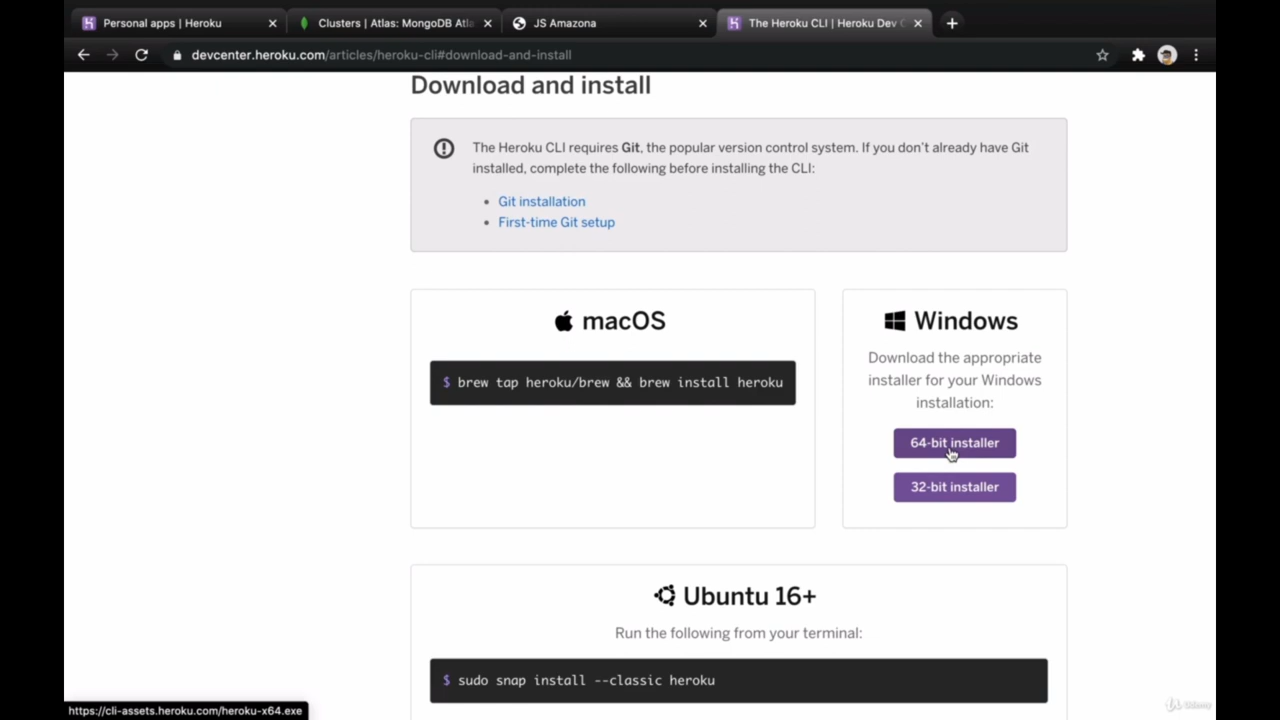 Personal apps | Heroku
Clusters | Atlas: MongoDB Atla
JS Amazona
The Heroku CLI | Heroku Dev C
devcenter.heroku.com/articles/heroku-cli#download-and-install
Download and install
The Heroku CLI requires Git, the popular version control system. If you don't already have Git
installed, complete the following before installing the CLI:
• Git installation
• First-time Git setup
macOS
$ brew tap heroku/brew && brew install heroku
Windows
Download the appropriate
installer for your Windows
installation:
64-bit installer
32-bit installer
Ubuntu 16+
Run the following from your terminal:
$ sudo snap install --classic heroku
https://cli-assets.heroku.com/heroku-x64.exe
Udemy